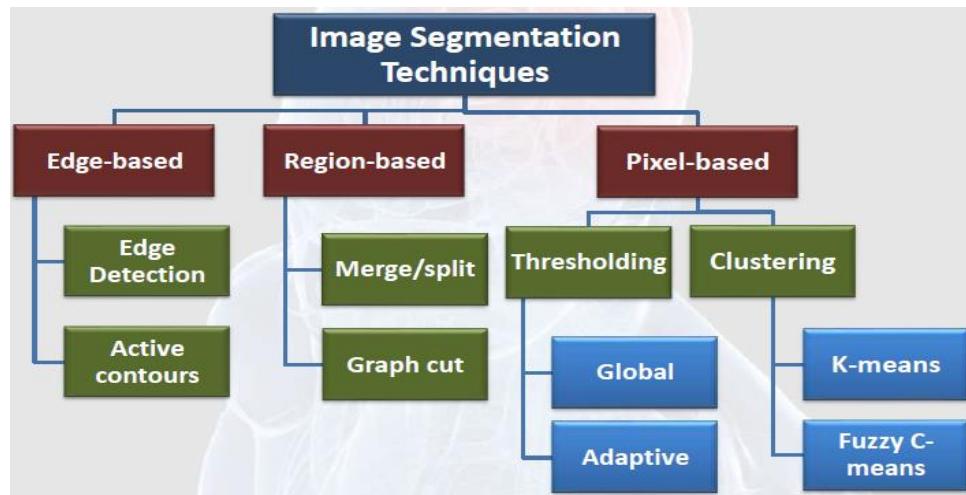 Image Segmentation
Techniques
Edge-based
Region-based
Pixel-based
Edge
Detection
Merge/split
Thresholding
Clustering
Active
contours
Graph cut
Global
K-means
Adaptive
Fuzzy C-
means